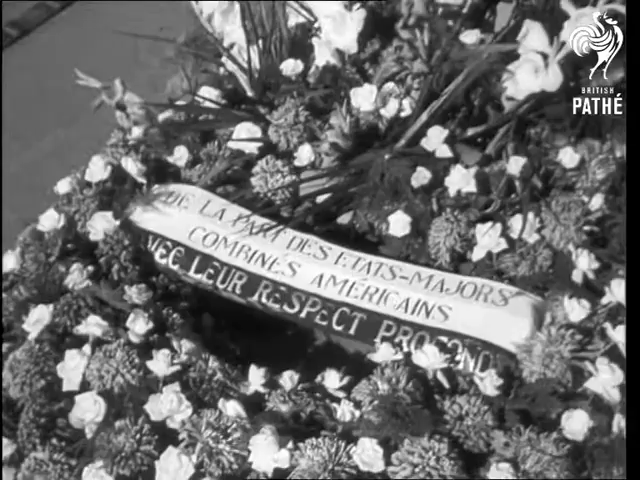 DE LA PART DES ETATS-MAJORS
COMBINES AMERICAINS
AVEC LEUR RESPECT PROFOND
BRITISH
PATHÉ